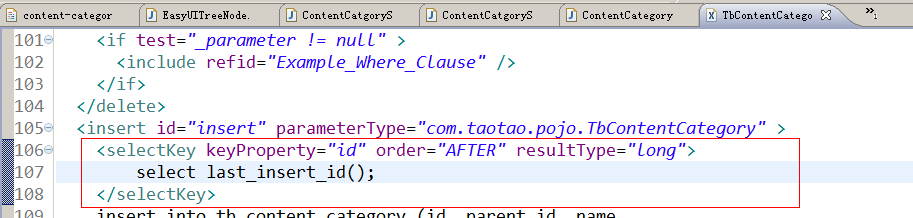 content-categor EasyUITreeNode. ContentCatgoryS ContentCatgoryS ContentCategory TbContentCatego »1
101 <if test="_parameter != null" >
102 <include refid="Example_Where_Clause" />
103 </if>
104 </delete>
105 <insert id="insert" parameterType="com.taotao.pojo.TbContentCategory" >
106 <selectKey keyProperty="id" order="AFTER" resultType="long">
107 select last_insert_id();
108 </selectKey>
109 insert into tb_content_category (id, parent_id, name,